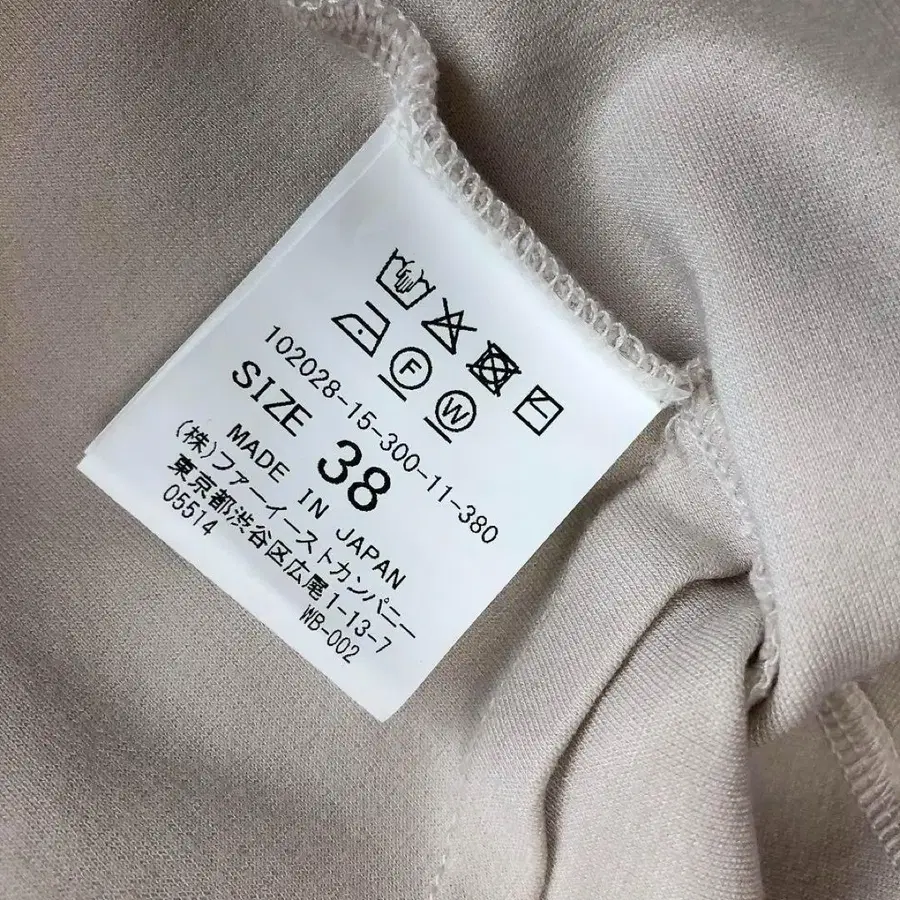 102028-15-300-11-380
SIZE 38
MADE IN JAPAN
(株)ファーイーストカンパニー
東京都渋谷区広尾1-13-7
05514 WB-002
F
W